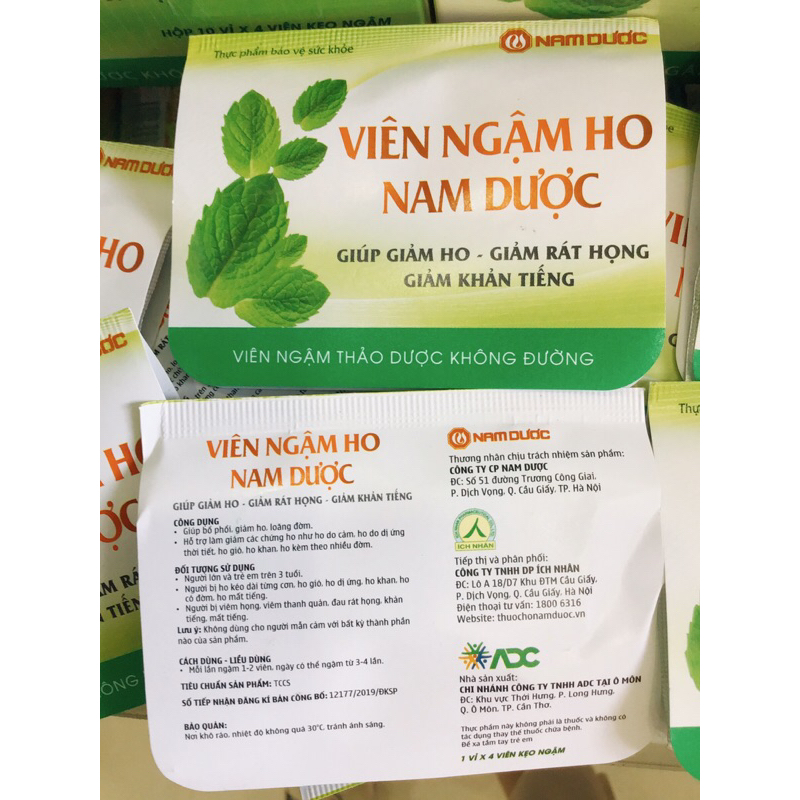 HỘP 10 VỈ X 4 VIÊN KẸO NGẬM
Thực phẩm bảo vệ sức khỏe
NAM DƯỢC
VIÊN NGẬM HO
NAM DƯỢC
GIÚP GIẢM HO - GIẢM RÁT HỌNG
GIẢM KHẢN TIẾNG
VIÊN NGẬM THẢO DƯỢC KHÔNG ĐƯỜNG
NAM DƯỢC
HO
NAM DƯỢC
VIÊN NGẬM HO
NAM DƯỢC
GIÚP GIẢM HO - GIẢM RÁT HỌNG - GIẢM KHẢN TIẾNG
CÔNG DỤNG
• Giúp bổ phổi, giảm ho, loãng đờm.
• Hỗ trợ làm giảm các chứng ho như ho do cảm, ho do dị ứng
thời tiết, ho gió, ho khan, ho kèm theo nhiều đờm.
ĐỐI TƯỢNG SỬ DỤNG
• Người lớn và trẻ em trên 3 tuổi.
• Người bị ho kéo dài từng cơn, ho gió, ho dị ứng, ho khan, ho
có đờm, ho mất tiếng.
• Người bị viêm họng, viêm thanh quản, đau rát họng, khản
tiếng, mất tiếng.
Lưu ý: Không dùng cho người mẫn cảm với bất kỳ thành phần
nào của sản phẩm.
CÁCH DÙNG - LIỀU DÙNG
• Mỗi lần ngậm 1-2 viên, ngày có thể ngậm từ 3-4 lần.
TIÊU CHUẨN SẢN PHẨM: TCCS
SỐ TIẾP NHẬN ĐĂNG KÍ BẢN CÔNG BỐ: 12177/2019/ĐKSP
BẢO QUẢN:
Nơi khô ráo, nhiệt độ không quá 30°C, tránh ánh sáng.
NAM DƯỢC
Thương nhân chịu trách nhiệm sản phẩm:
CÔNG TY CP NAM DƯỢC
ĐC: Số 51 đường Trương Công Giai,
P. Dịch Vọng, Q. Cầu Giấy, TP. Hà Nội
ÍCH NHÂN
Tiếp thị và phân phối:
CÔNG TY TNHH DP ÍCH NHÂN
ĐC: Lô A 18/D7 Khu ĐTM Cầu Giấy,
P. Dịch Vọng, Q. Cầu Giấy, Hà Nội
Điện thoại tư vấn: 1800 6316
Website: thuochonamduoc.vn
ADC
Nhà sản xuất:
CHI NHÁNH CÔNG TY TNHH ADC TẠI Ô MÔN
ĐC: Khu vực Thới Hưng, P. Long Hưng,
Q. Ô Môn, TP. Cần Thơ.
Thực phẩm này không phải là thuốc và không có
tác dụng thay thế thuốc chữa bệnh.
Để xa tầm tay trẻ em
1 VỈ X 4 VIÊN KẸO NGẬM